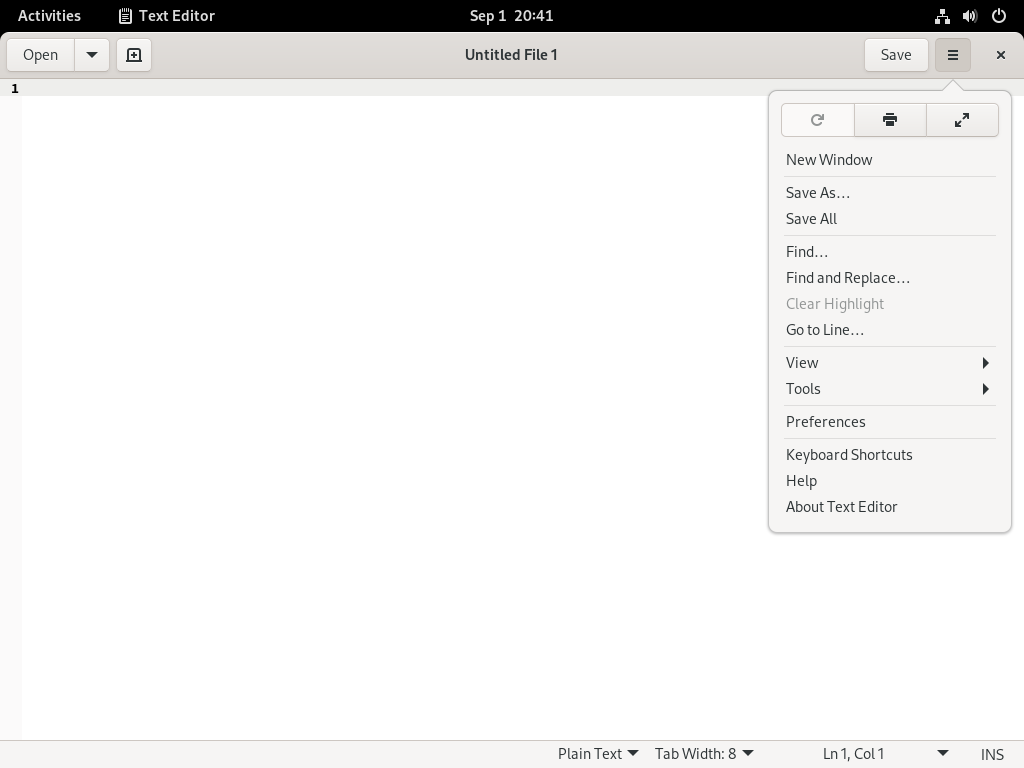 Activities Text Editor Sep 1 20:41
Open Untitled File 1 Save
1
New Window
Save As…
Save All
Find…
Find and Replace…
Clear Highlight
Go to Line…
View
Tools
Preferences
Keyboard Shortcuts
Help
About Text Editor
Plain Text Tab Width: 8 Ln 1, Col 1 INS